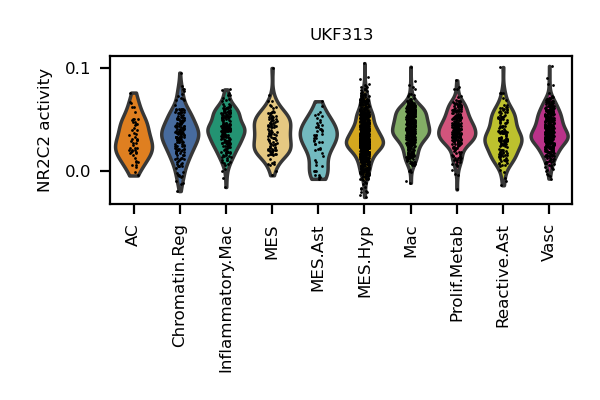 UKF313
NR2C2 activity
0.1
0.0
AC
Chromatin.Reg
Inflammatory.Mac
MES
MES.Ast
MES.Hyp
Mac
Prolif.Metab
Reactive.Ast
Vasc